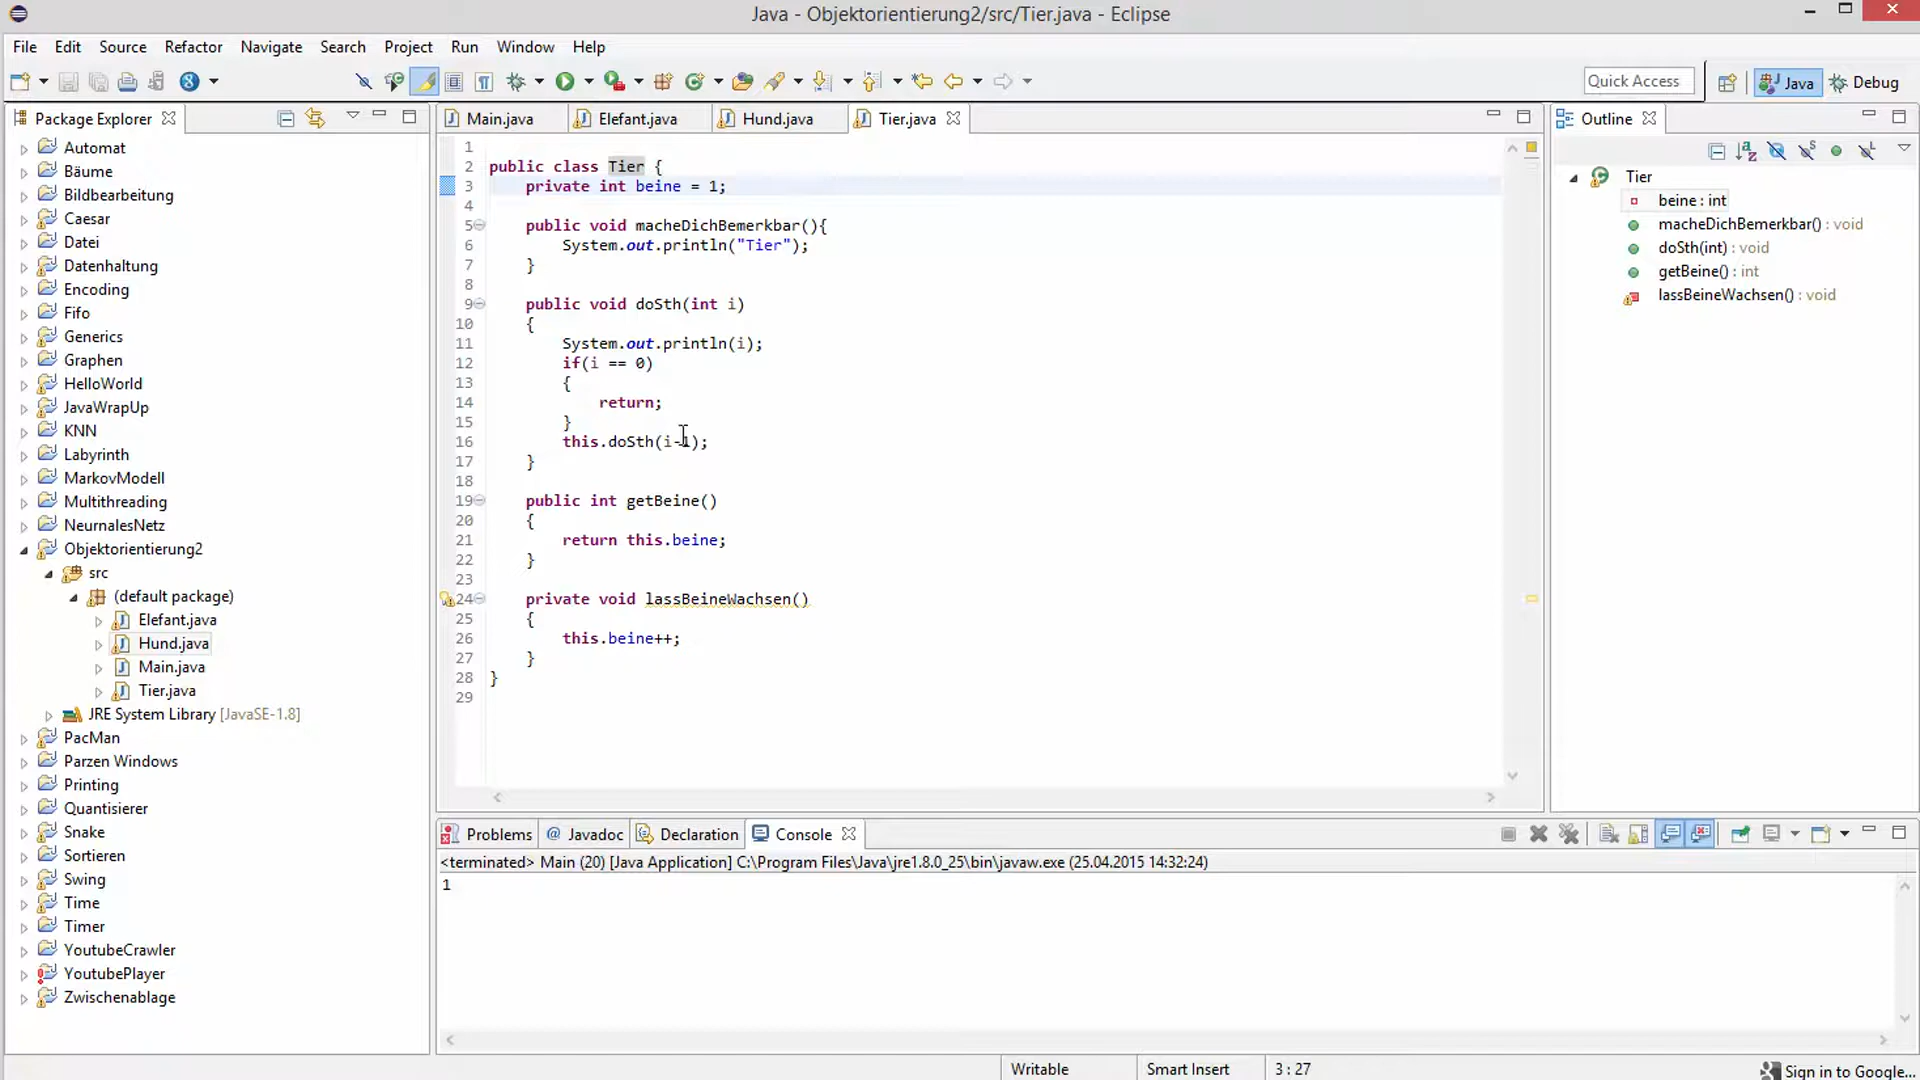 Java - Objektorientierung2/src/Tier.java - Eclipse
File Edit Source Refactor Navigate Search Project Run Window Help
Quick Access Java Debug
Package Explorer
Automat
Bäume
Bildbearbeitung
Caesar
Datei
Datenhaltung
Encoding
Fifo
Generics
Graphen
HelloWorld
JavaWrapUp
KNN
Labyrinth
MarkovModell
Multithreading
NeurnalesNetz
Objektorientierung2
src
(default package)
Elefant.java
Hund.java
Main.java
Tier.java
JRE System Library [JavaSE-1.8]
PacMan
Parzen Windows
Printing
Quantisierer
Snake
Sortieren
Swing
Time
Timer
YoutubeCrawler
YoutubePlayer
Zwischenablage
Main.java Elefant.java Hund.java Tier.java
1
2 public class Tier {
3 private int beine = 1;
4
5 public void macheDichBemerkbar(){
6 System.out.println("Tier");
7 }
8
9 public void doSth(int i)
10 {
11 System.out.println(i);
12 if(i == 0)
13 {
14 return;
15 }
16 this.doSth(i-1);
17 }
18
19 public int getBeine()
20 {
21 return this.beine;
22 }
23
24 private void lassBeineWachsen()
25 {
26 this.beine++;
27 }
28 }
29
Outline
Tier
beine : int
macheDichBemerkbar() : void
doSth(int) : void
getBeine() : int
lassBeineWachsen() : void
Problems @ Javadoc Declaration Console
<terminated> Main (20) [Java Application] C:\Program Files\Java\jre1.8.0_25\bin\javaw.exe (25.04.2015 14:32:24)
1
Writable Smart Insert 3 : 27 Sign in to Google...